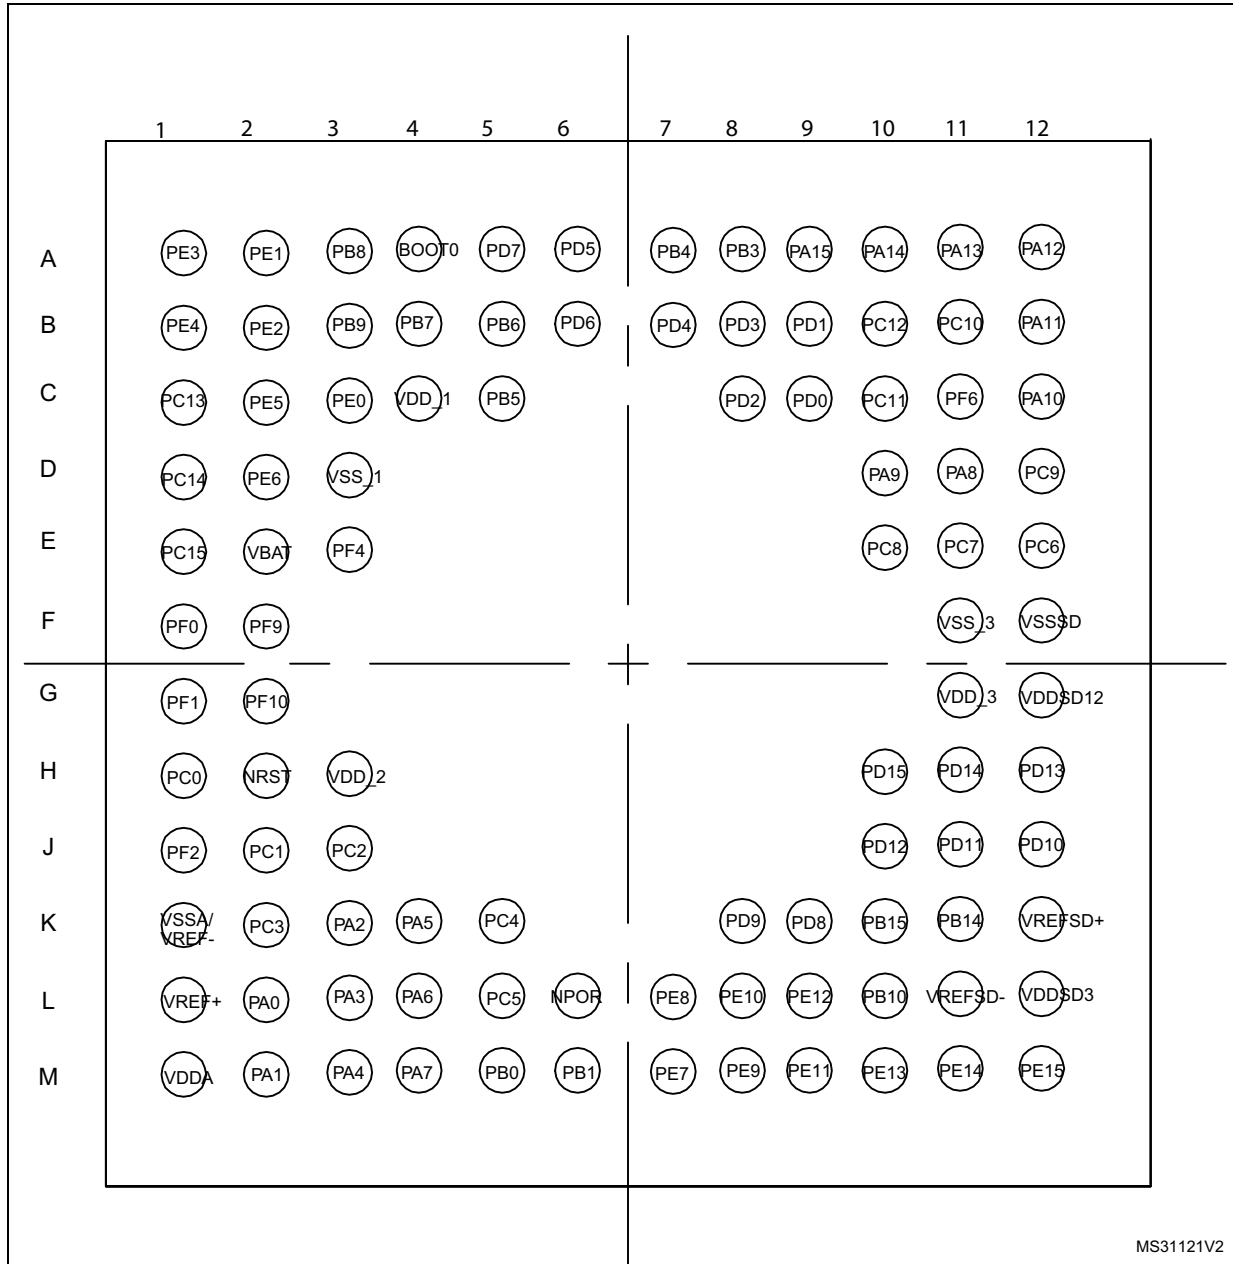 1 2 3 4 5 6 7 8 9 10 11 12
A PE3 PE1 PB8 BOOT0 PD7 PD5 PB4 PB3 PA15 PA14 PA13 PA12
B PE4 PE2 PB9 PB7 PB6 PD6 PD4 PD3 PD1 PC12 PC10 PA11
C PC13 PE5 PE0 VDD_1 PB5 PD2 PD0 PC11 PF6 PA10
D PC14 PE6 VSS_1 PA9 PA8 PC9
E PC15 VBAT PF4 PC8 PC7 PC6
F PF0 PF9 VSS_3 VSSSD
G PF1 PF10 VDD_3 VDDSD12
H PC0 NRST VDD_2 PD15 PD14 PD13
J PF2 PC1 PC2 PD12 PD11 PD10
K VSSA/ VREF- PC3 PA2 PA5 PC4 PD9 PD8 PB15 PB14 VREFSD+
L VREF+ PA0 PA3 PA6 PC5 NPOR PE8 PE10 PE12 PB10 VREFSD- VDDSD3
M VDDA PA1 PA4 PA7 PB0 PB1 PE7 PE9 PE11 PE13 PE14 PE15
MS31121V2